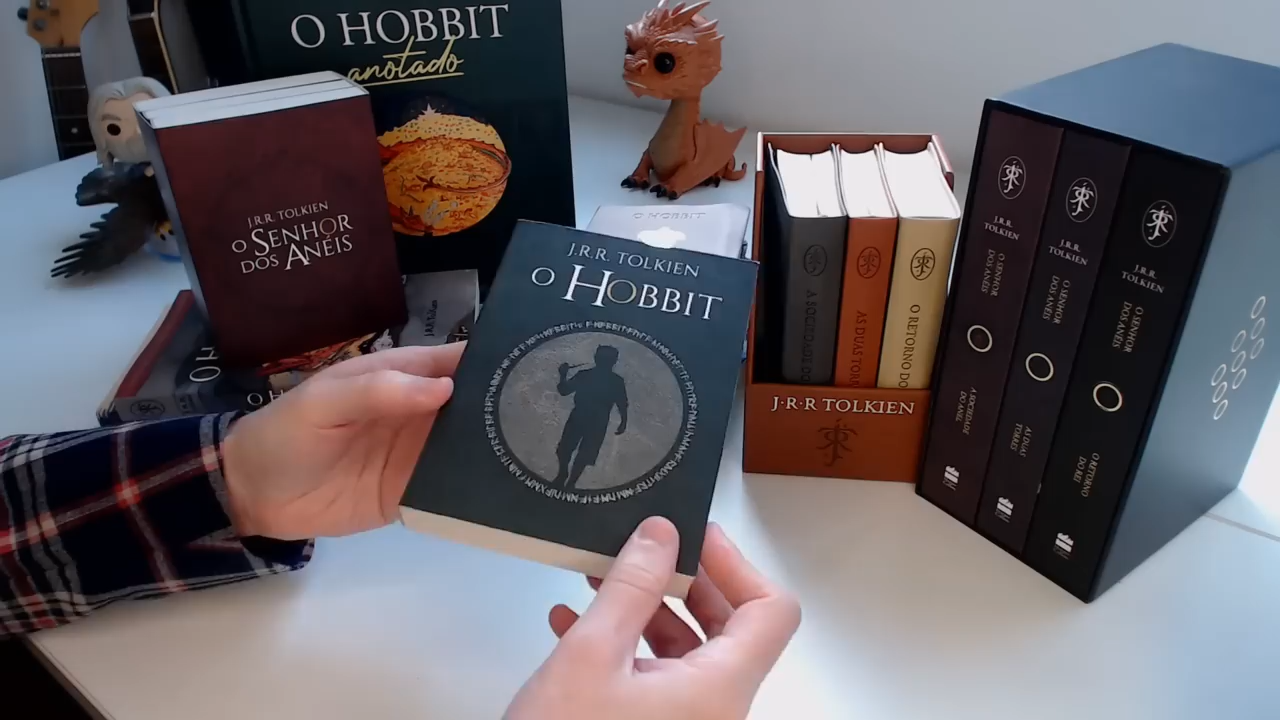 O HOBBIT
anotado
J.R.R. TOLKIEN
O SENHOR
DOS ANÉIS
O HOBBIT
J.R.R. TOLKIEN
O HOBBIT
A SOCIEDADE DO
AS DUAS TORR
O RETORNO DO
J·R·R TOLKIEN
J.R.R.
TOLKIEN
O SENHOR
DOS ANÉIS
A SOCIEDADE
DO ANEL
J.R.R.
TOLKIEN
O SENHOR
DOS ANÉIS
AS DUAS
TORRES
J.R.R.
TOLKIEN
O SENHOR
DOS ANÉIS
O RETORNO
DO REI